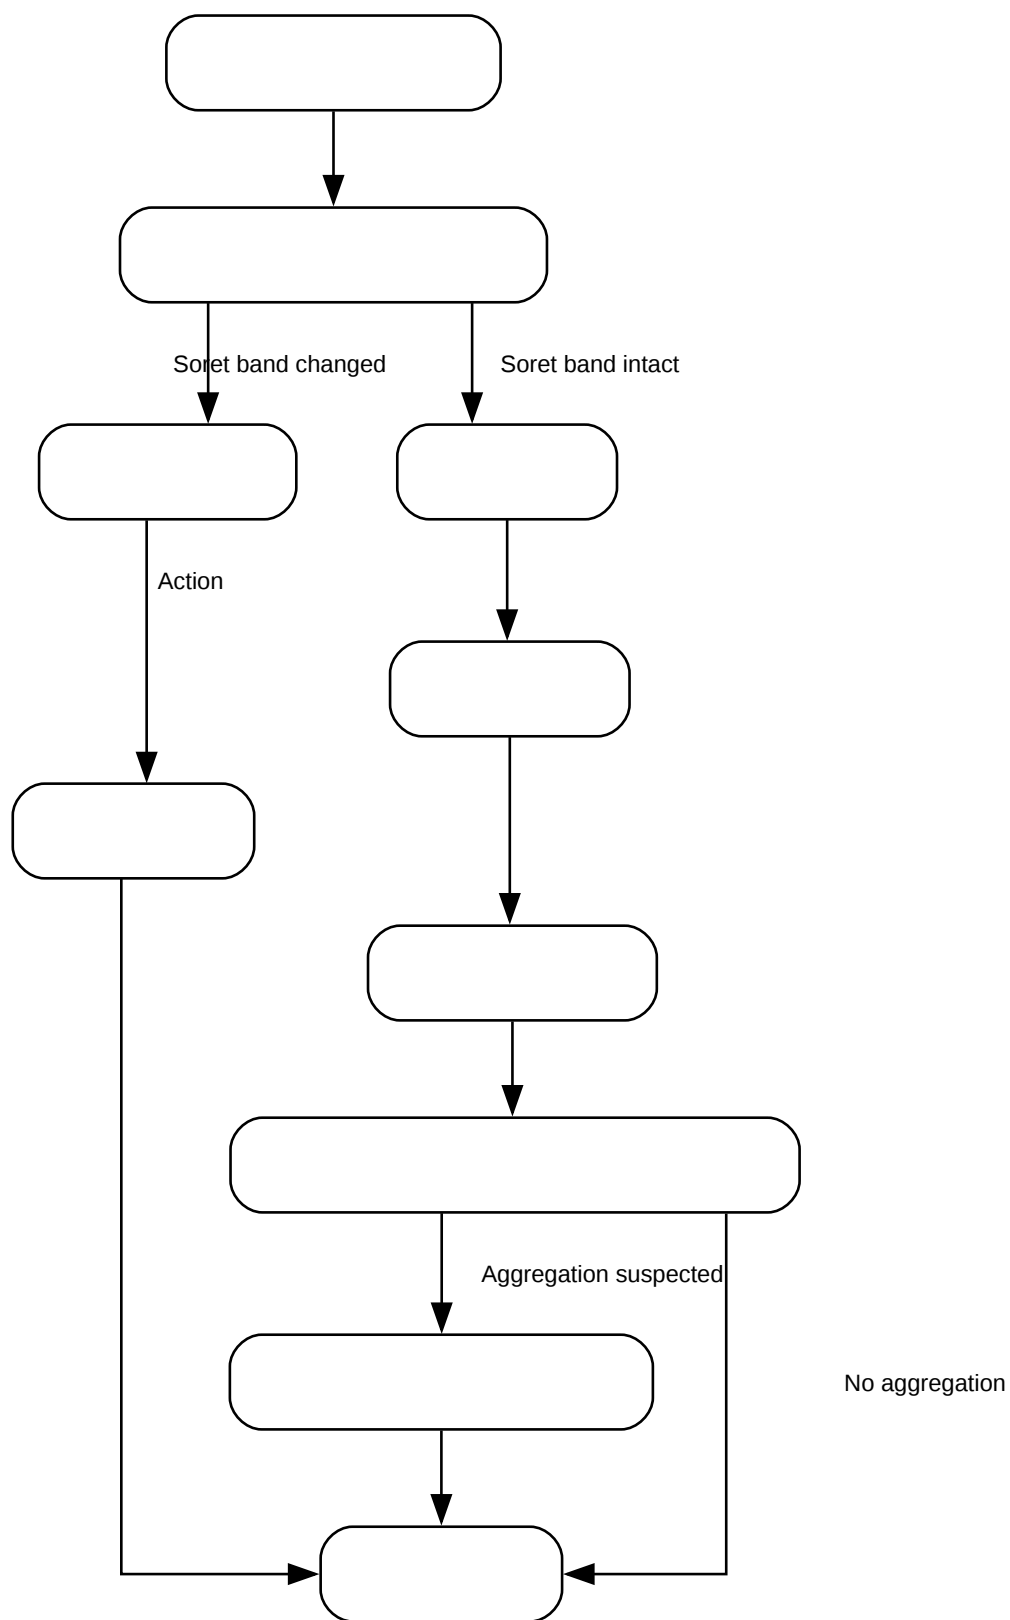 Soret band changed
Soret band intact
Action
Aggregation suspected
No aggregation